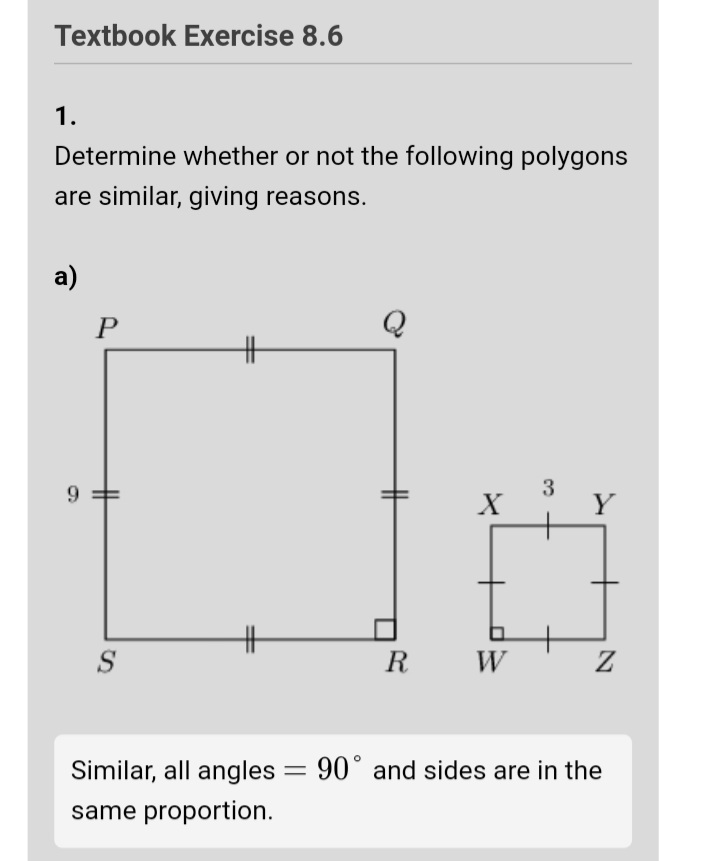 Textbook Exercise 8.6
1.
Determine whether or not the following polygons
are similar, giving reasons.
a)
P
Q
9
3
X
Y
S
R
W
Z
Similar, all angles = 90° and sides are in the
same proportion.